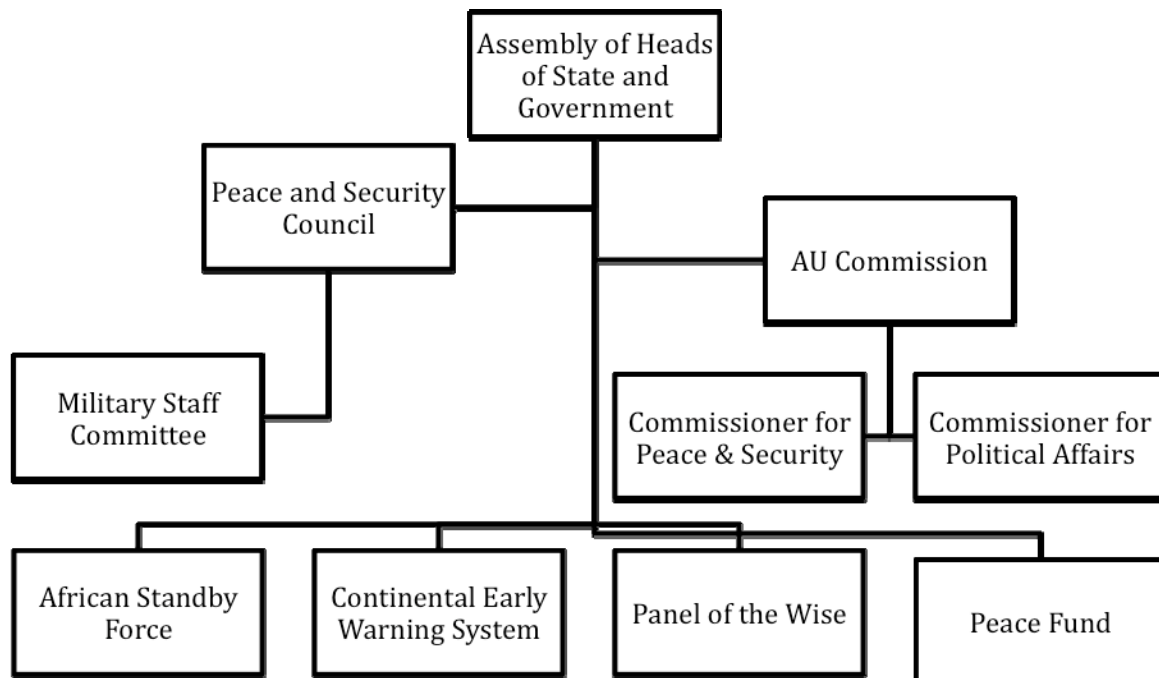 Assembly of Heads
of State and
Government
Peace and Security
Council
AU Commission
Military Staff
Committee
Commissioner for
Peace & Security
Commissioner for
Political Affairs
African Standby
Force
Continental Early
Warning System
Panel of the Wise
Peace Fund